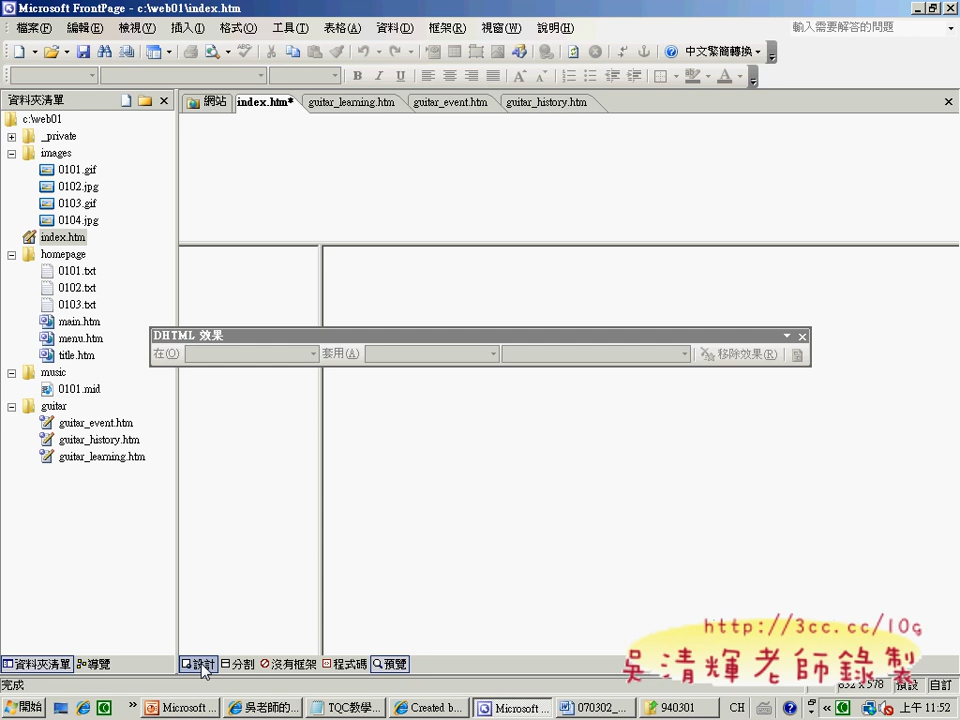 Microsoft FrontPage - c:\web01\index.htm
檔案(F) 編輯(E) 檢視(V) 插入(I) 格式(O) 工具(T) 表格(A) 資料(D) 框架(R) 視窗(W) 說明(H) 輸入需要解答的問題
中文繁簡轉換
B I U A A A
資料夾清單 網站 index.htm* guitar_learning.htm guitar_event.htm guitar_history.htm
c:\web01
_private
images
0101.gif
0102.jpg
0103.gif
0104.jpg
index.htm
homepage
0101.txt
0102.txt
0103.txt
main.htm
menu.htm
title.htm
music
0101.mid
guitar
guitar_event.htm
guitar_history.htm
guitar_learning.htm
DHTML 效果
在(O) 套用(A) 移除效果(R)
http://3cc.cc/10g
吳清輝老師錄製
資料夾清單 導覽 設計 分割 沒有框架 程式碼 預覽
完成 632 x 578 預設 自訂
開始 Microsoft ... 吳老師的... TQC教學... Created b... Microsoft ... 070302_... 940301 CH 上午 11:52